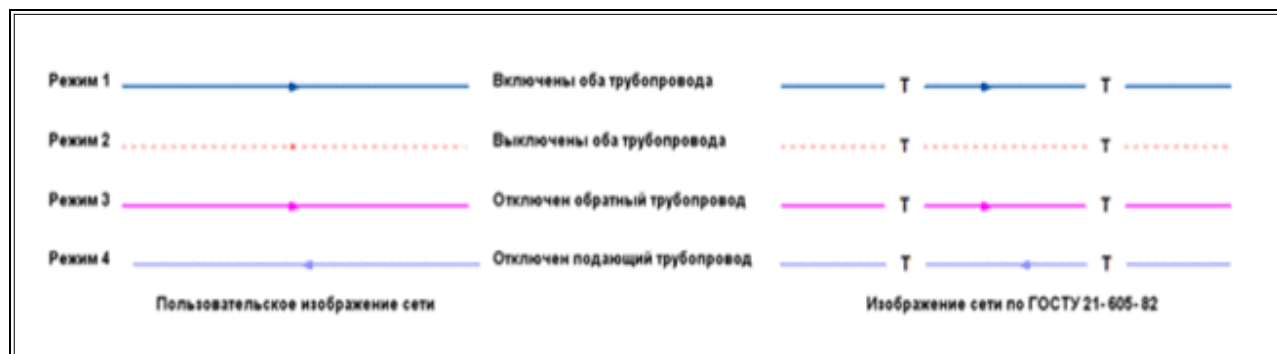 Режим 1 Включены оба трубопровода Т Т
Режим 2 Выключены оба трубопровода Т Т
Режим 3 Отключен обратный трубопровод Т Т
Режим 4 Отключен подающий трубопровод Т Т
Пользовательское изображение сети Изображение сети по ГОСТУ 21-605-82